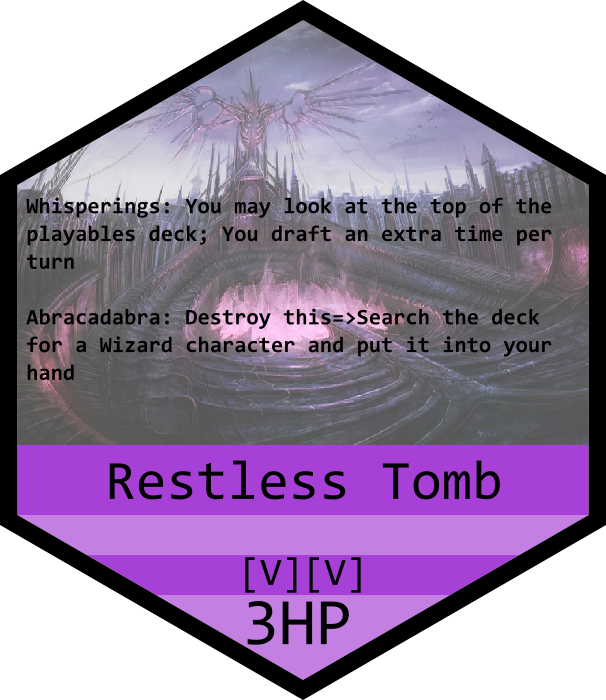 Whisperings: You may look at the top of the
playables deck; You draft an extra time per
turn
Abracadabra: Destroy this=>Search the deck
for a Wizard character and put it into your
hand
Restless Tomb
[V][V]
3HP